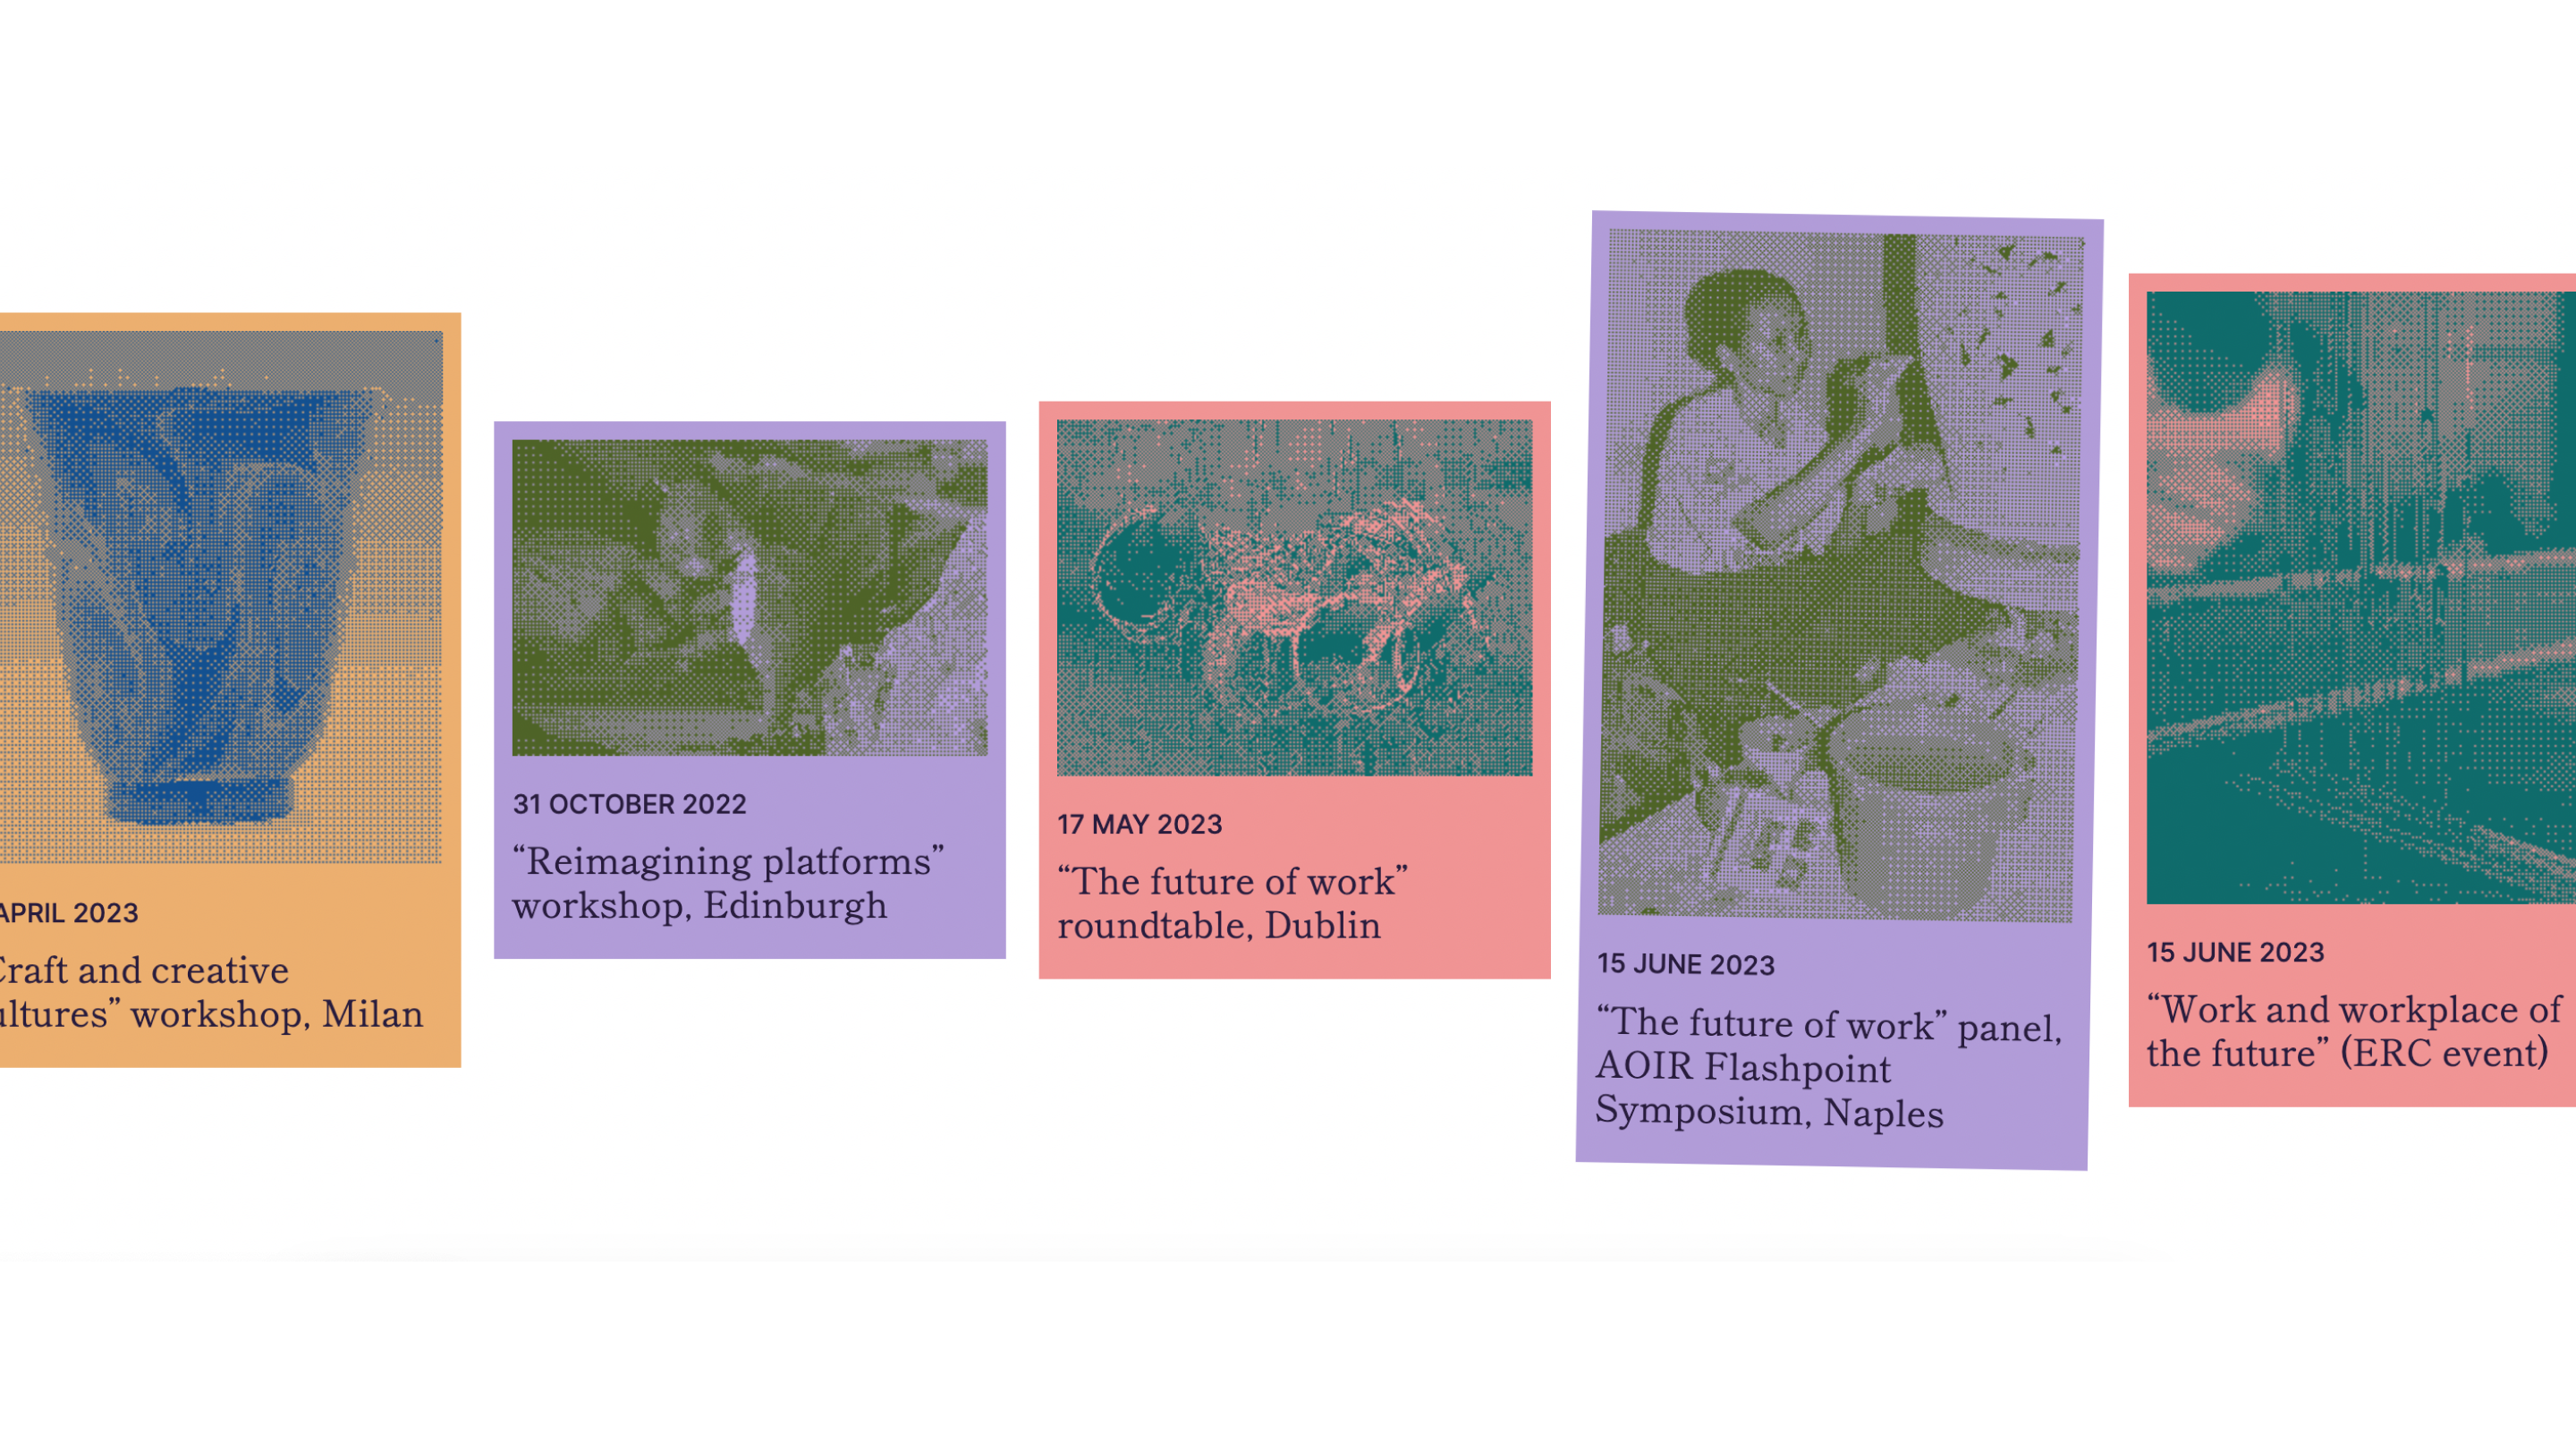 APRIL 2023
Craft and creative
ultures” workshop, Milan
31 OCTOBER 2022
“Reimagining platforms”
workshop, Edinburgh
17 MAY 2023
“The future of work”
roundtable, Dublin
15 JUNE 2023
“The future of work” panel,
AOIR Flashpoint
Symposium, Naples
15 JUNE 2023
“Work and workplace of
the future” (ERC event)